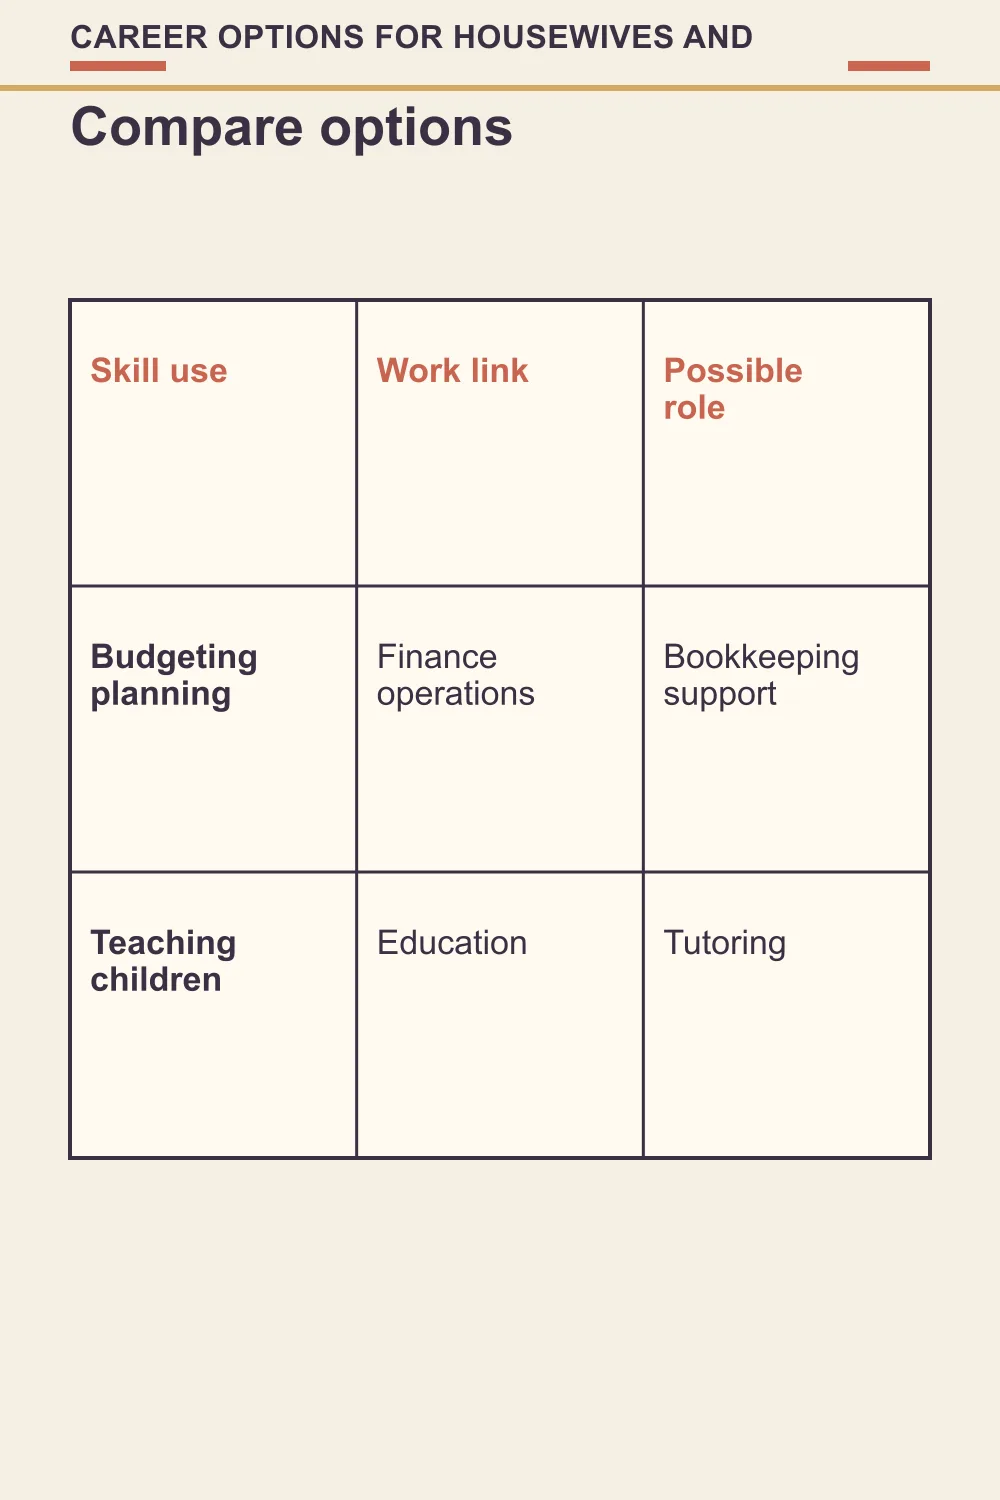 CAREER OPTIONS FOR HOUSEWIVES AND
Compare options
Skill use
Work link
Possible
role
Budgeting
planning
Finance
operations
Bookkeeping
support
Teaching
children
Education
Tutoring